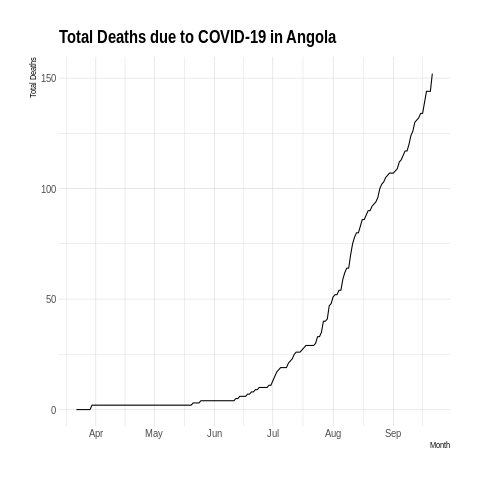 Total Deaths due to COVID-19 in Angola
Total Deaths
150
100
50
0
Apr May Jun Jul Aug Sep
Month